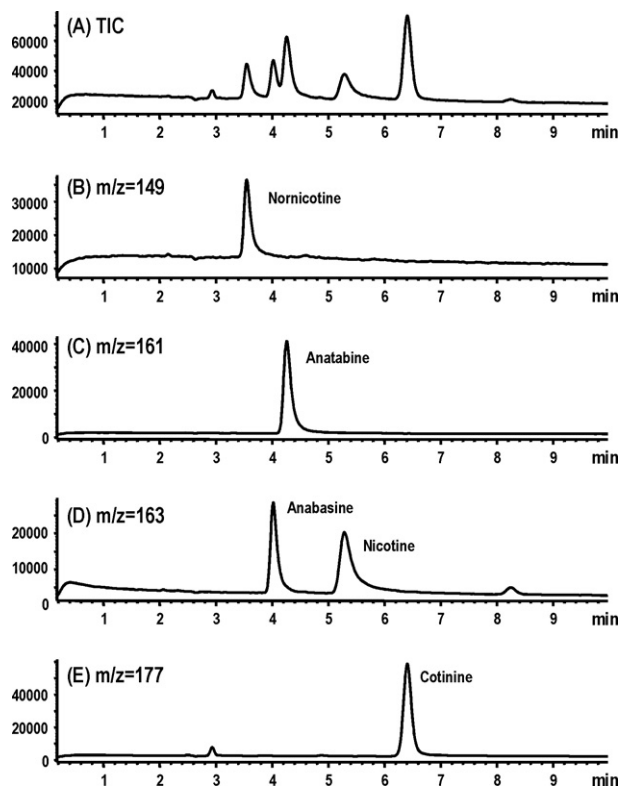 (A) TIC
80000
60000
40000
20000
1 2 3 4 5 6 7 8 9 min
(B) m/z=149
Nornicotine
30000
20000
10000
1 2 3 4 5 6 7 8 9 min
(C) m/z=161
Anatabine
40000
20000
0
1 2 3 4 5 6 7 8 9 min
(D) m/z=163
Anabasine
Nicotine
20000
10000
0
1 2 3 4 5 6 7 8 9 min
(E) m/z=177
Cotinine
40000
20000
0
1 2 3 4 5 6 7 8 9 min